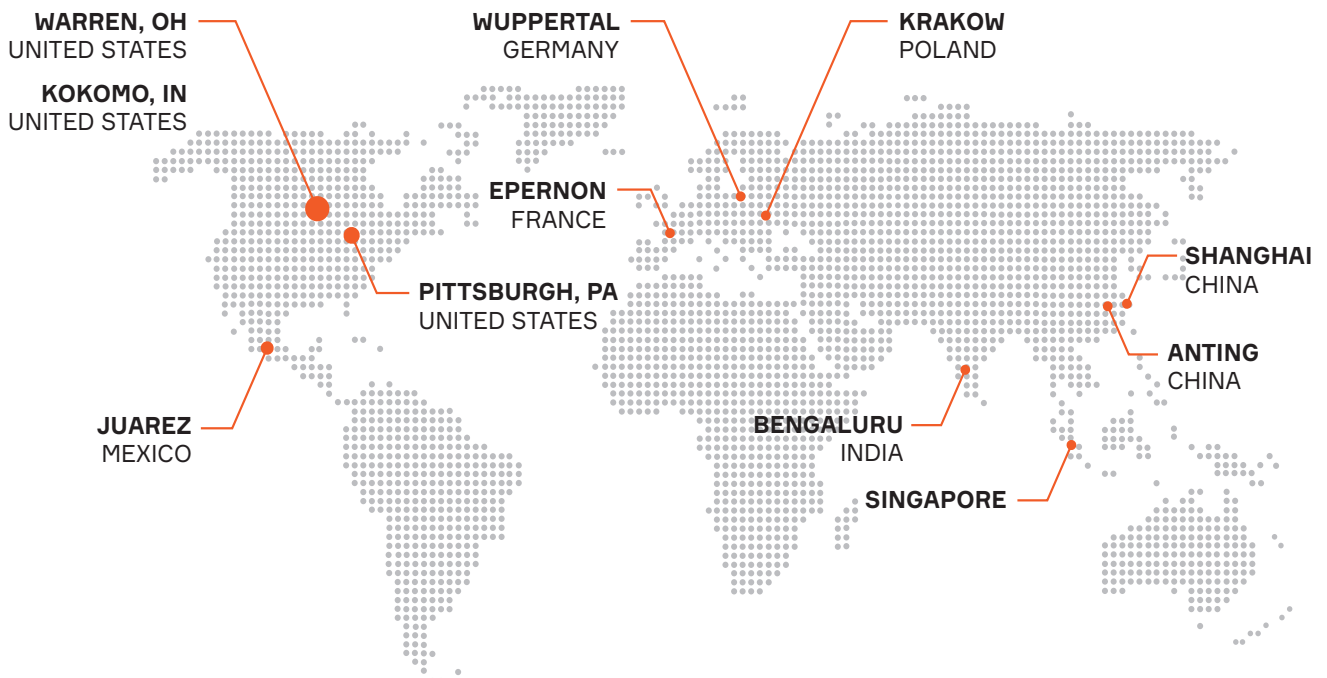 WARREN, OH
UNITED STATES
KOKOMO, IN
UNITED STATES
WUPPERTAL
GERMANY
KRAKOW
POLAND
EPERNON
FRANCE
PITTSBURGH, PA
UNITED STATES
SHANGHAI
CHINA
ANTING
CHINA
JUAREZ
MEXICO
BENGALURU
INDIA
SINGAPORE